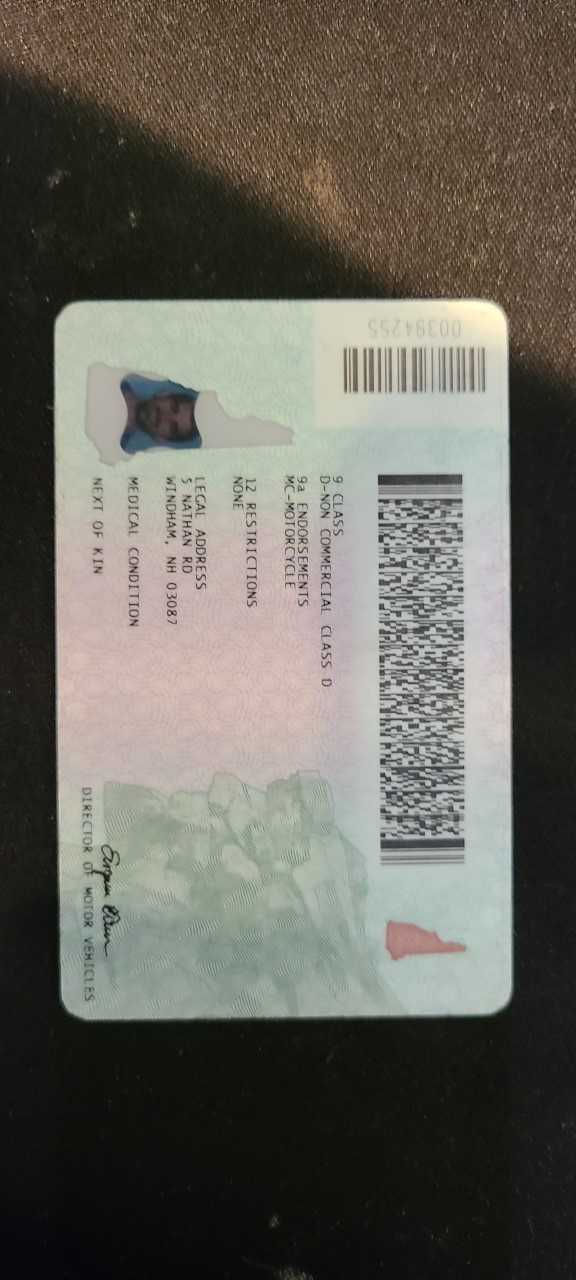 00394255
9 CLASS
D-NON COMMERCIAL CLASS D
9a ENDORSEMENTS
MC-MOTORCYCLE
12 RESTRICTIONS
NONE
LEGAL ADDRESS
5 NATHAN RD
WINDHAM, NH 03087
MEDICAL CONDITION
NEXT OF KIN
DIRECTOR OF MOTOR VEHICLES